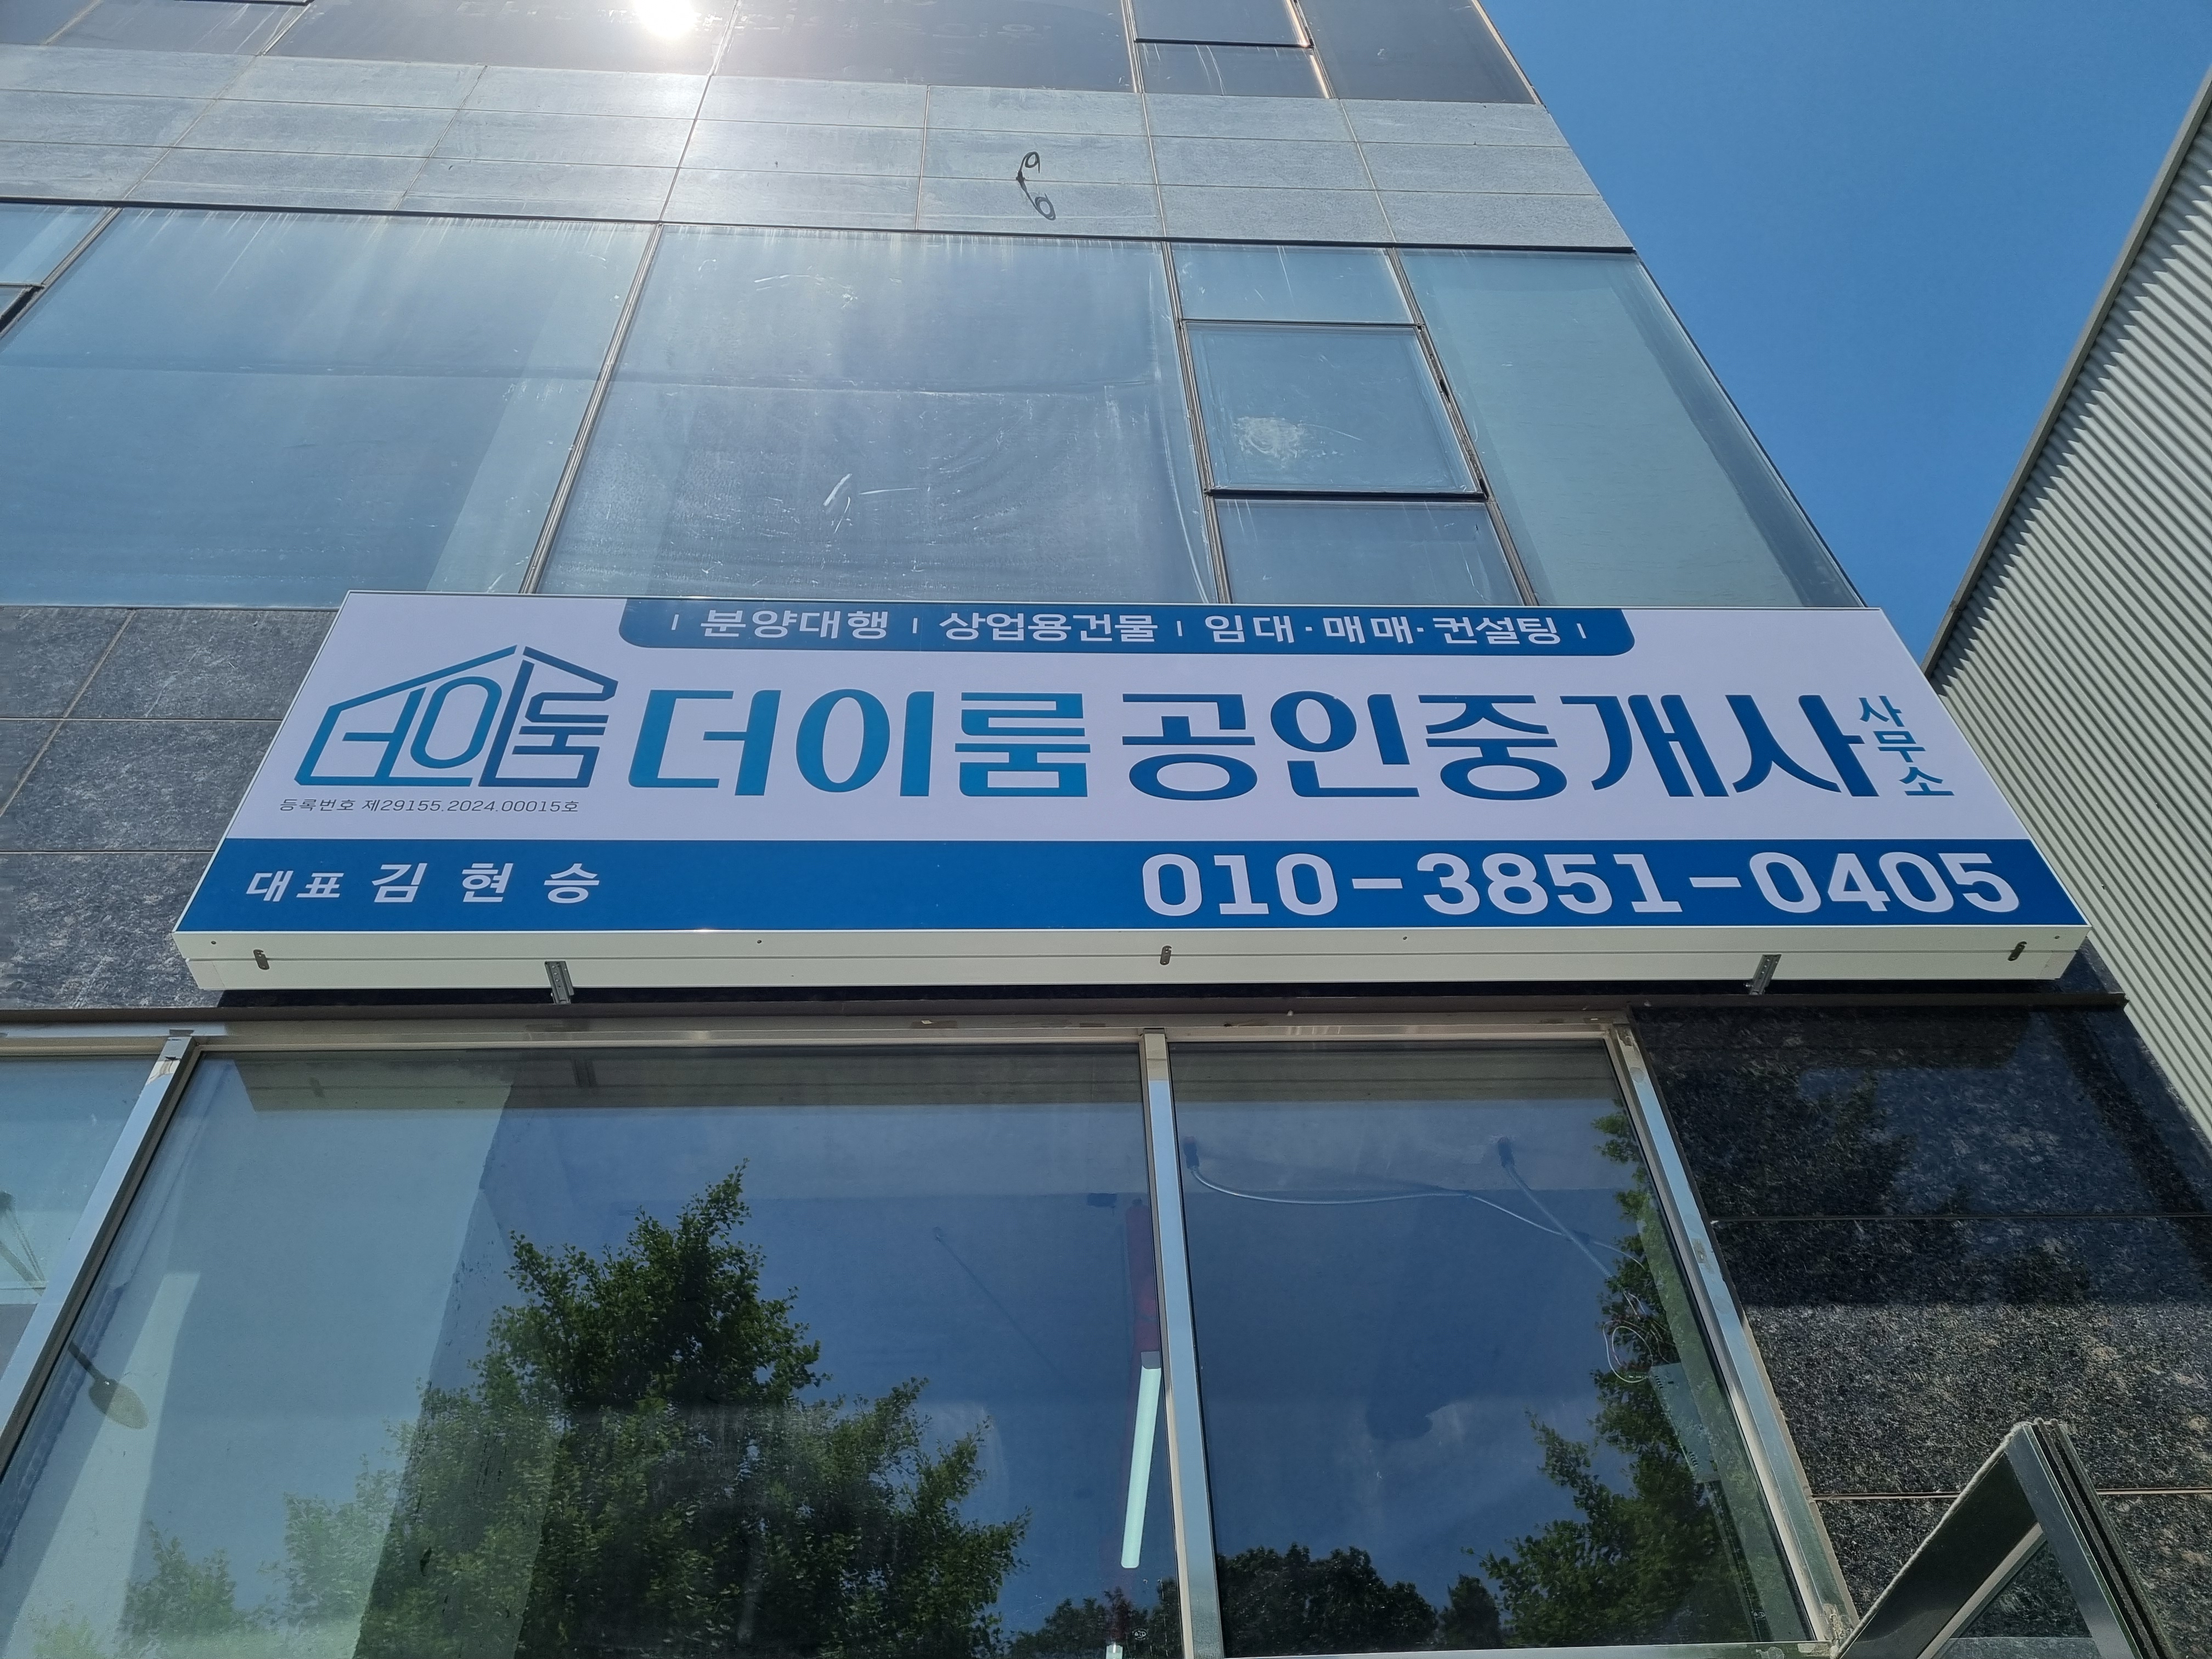 | 분양대행 | 상업용건물 | 임대·매매·컨설팅 |
더이룸
더이룸 공인중개사 사무소
등록번호 제29155.2024.00015호
대표 김현승
010-3851-0405